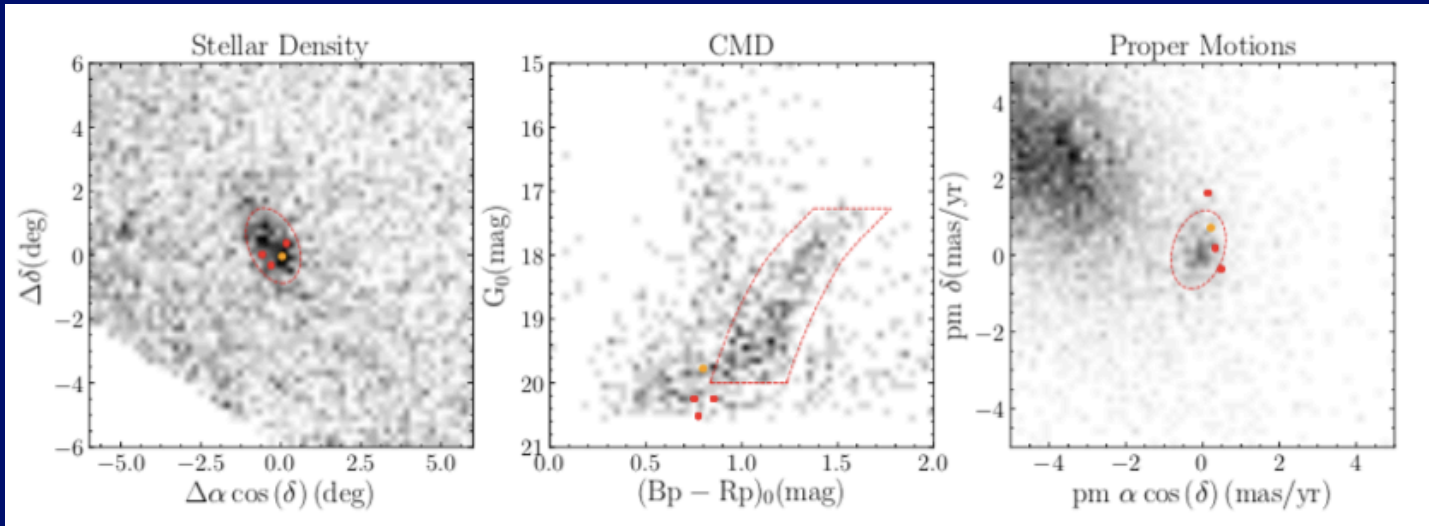 Stellar Density
6
4
2
0
−2
−4
−6
−5.0 −2.5 0.0 2.5 5.0
Δδ(deg)
Δα cos (δ) (deg)
CMD
15
16
17
18
19
20
21
0.0 0.5 1.0 1.5 2.0
G₀(mag)
(Bp − Rp)₀(mag)
Proper Motions
4
2
0
−2
−4
−4 −2 0 2 4
pm δ(mas/yr)
pm α cos (δ) (mas/yr)